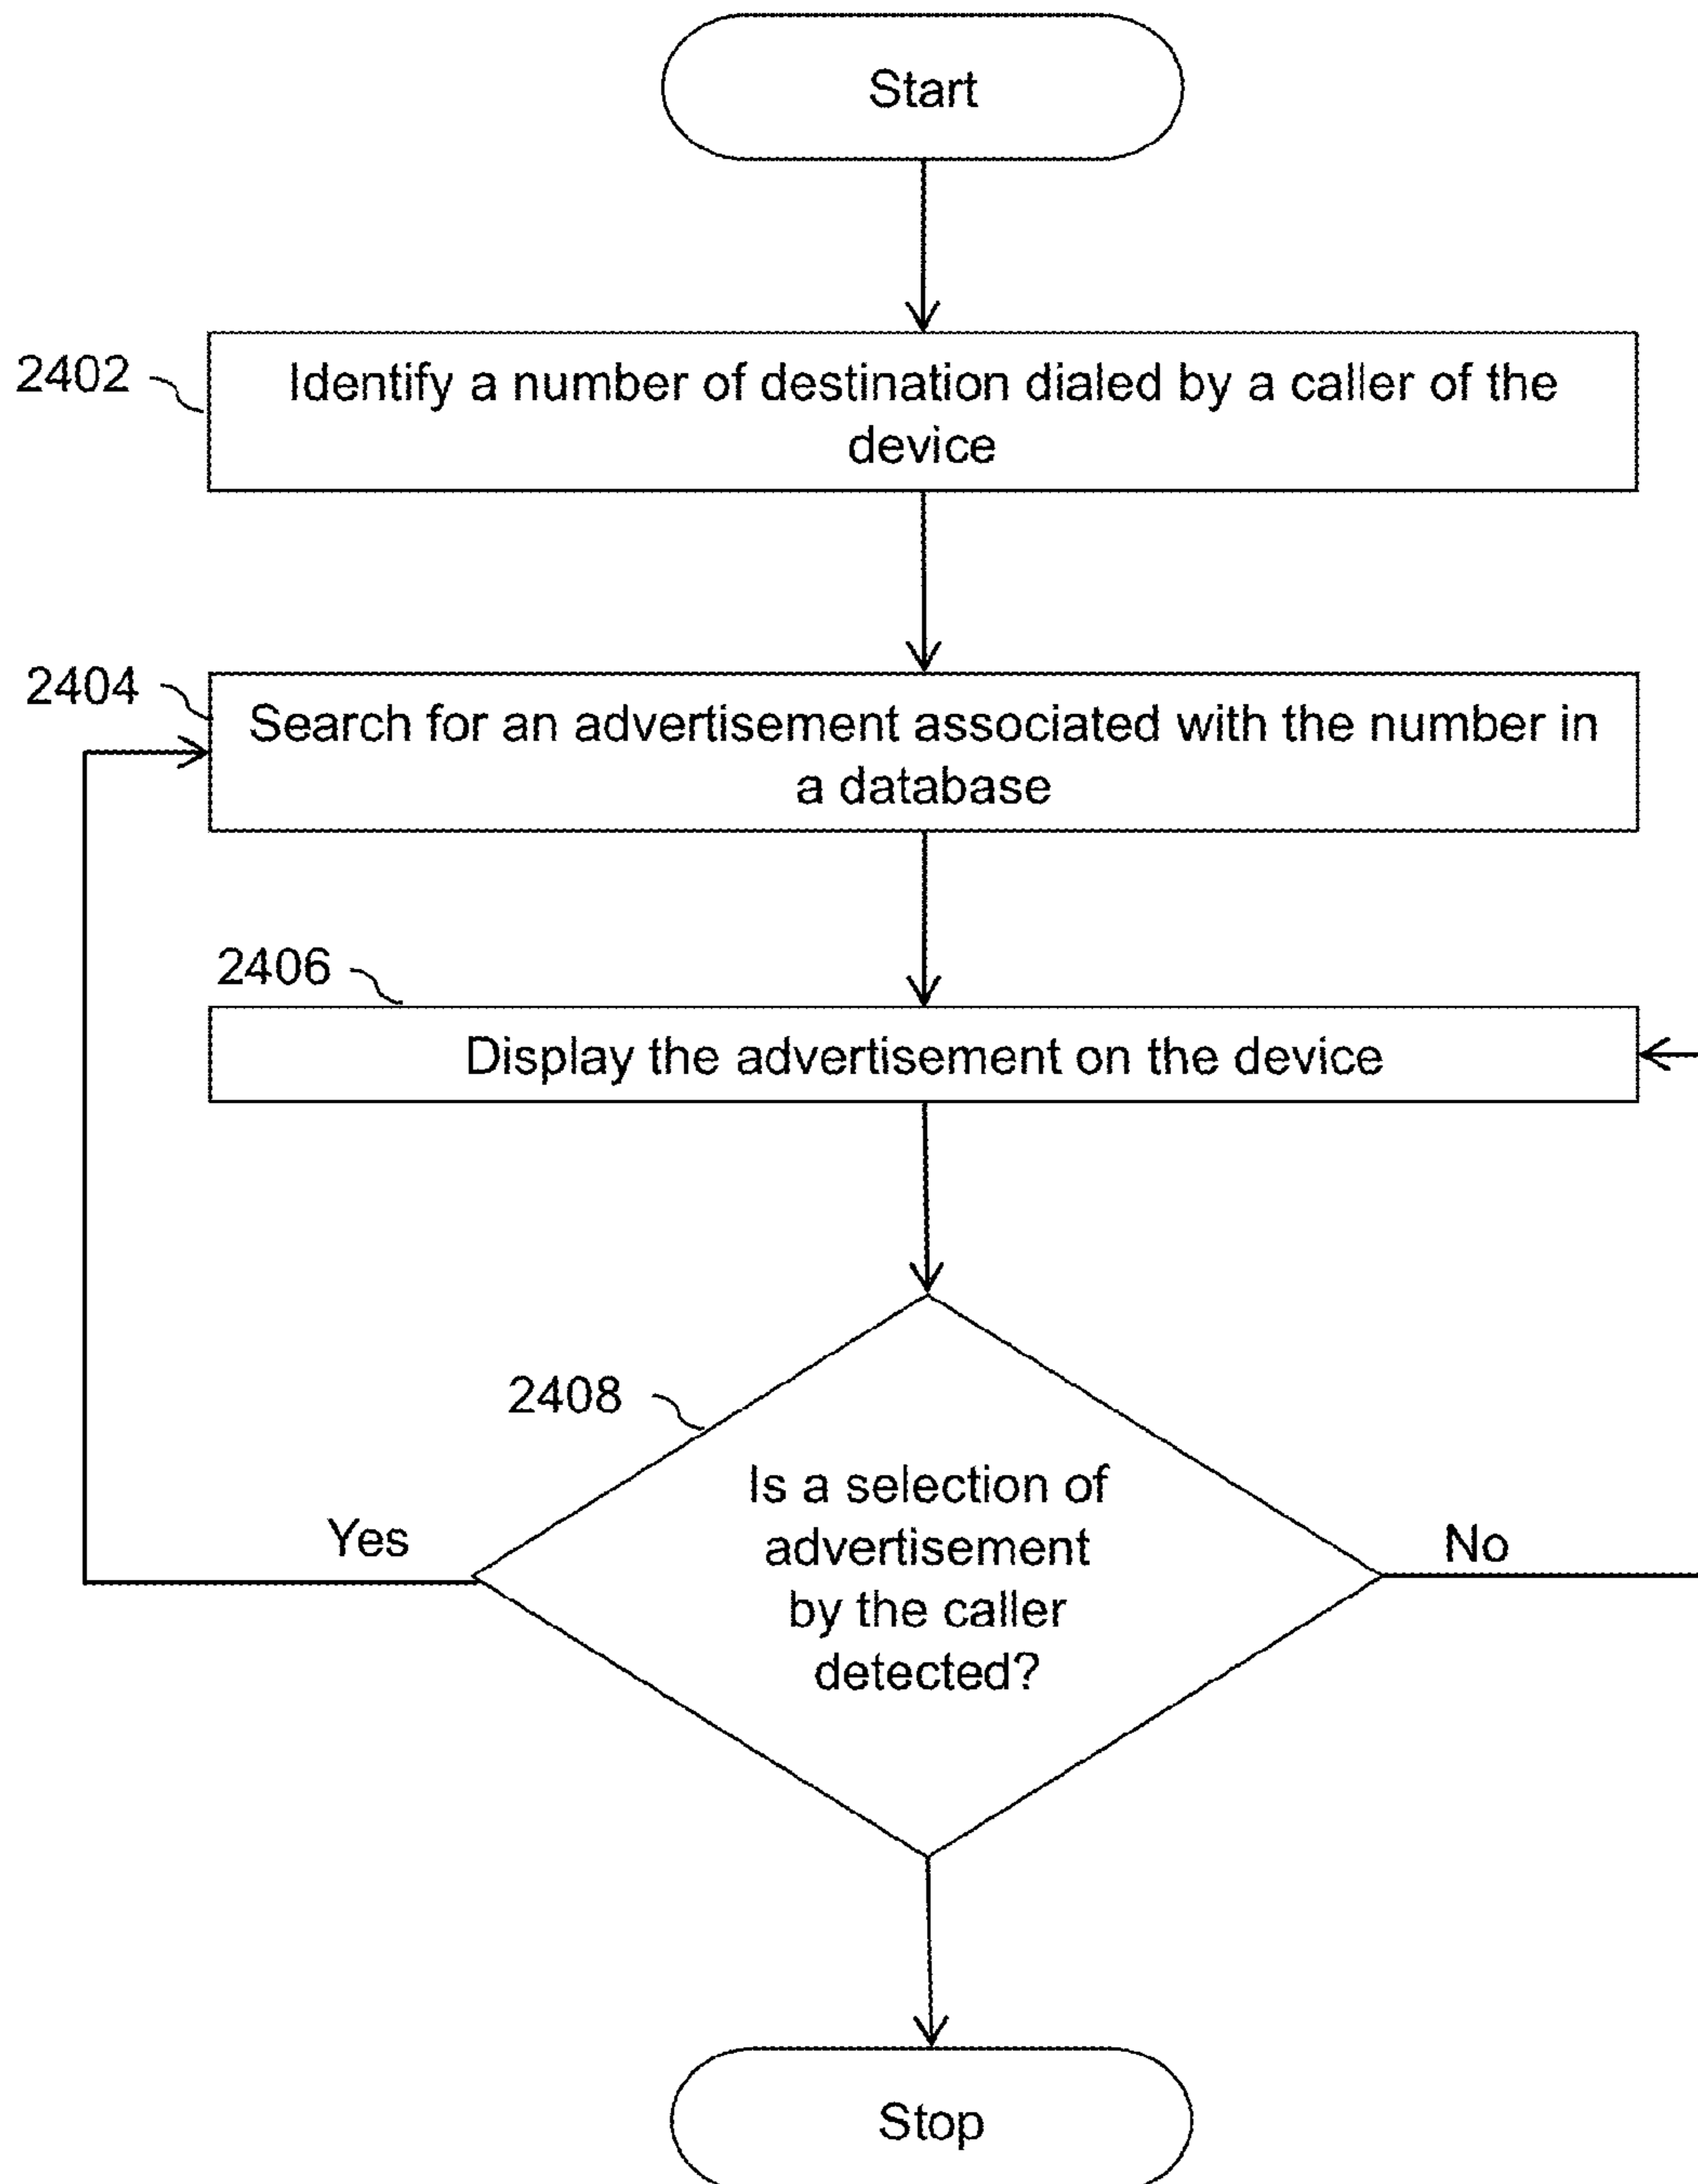 Start
2402
Identify a number of destination dialed by a caller of the
device
2404
Search for an advertisement associated with the number in
a database
2406
Display the advertisement on the device
2408
Is a selection of
advertisement
by the caller
detected?
Yes
No
Stop